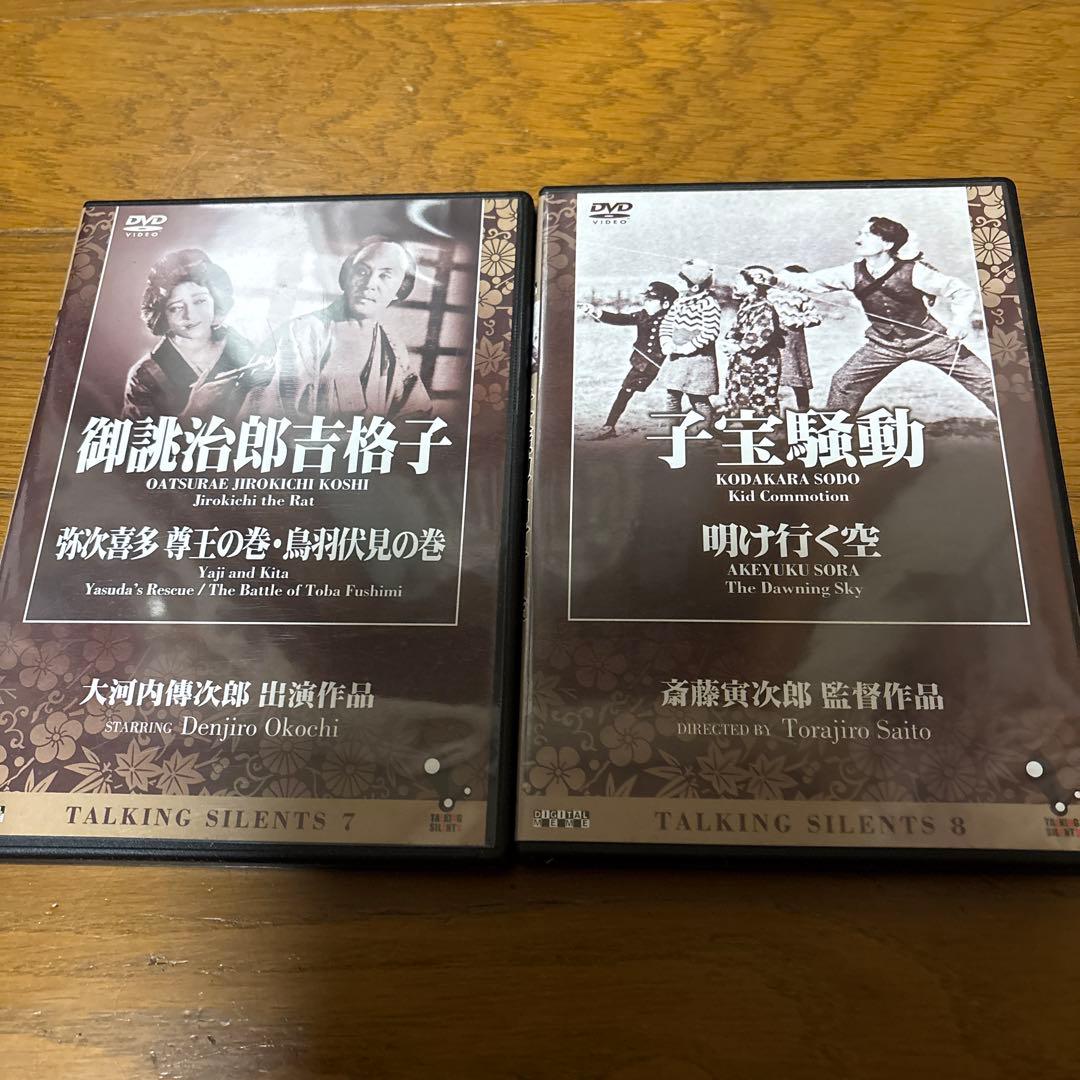 DVD
VIDEO
御誂治郎吉格子
OATSURAE JIROKICHI KOSHI
Jirokichi the Rat
弥次喜多 尊王の巻・鳥羽伏見の巻
Yaji and Kita
Yasuda's Rescue / The Battle of Toba Fushimi
大河内傳次郎 出演作品
STARRING Denjiro Okochi
TALKING SILENTS 7
TALKING
SILENTS
DVD
VIDEO
子宝騒動
KODAKARA SODO
Kid Commotion
明け行く空
AKEYUKU SORA
The Dawning Sky
斎藤寅次郎 監督作品
DIRECTED BY Torajiro Saito
DIGITAL
MEME
TALKING SILENTS 8
TALKING
SILENTS